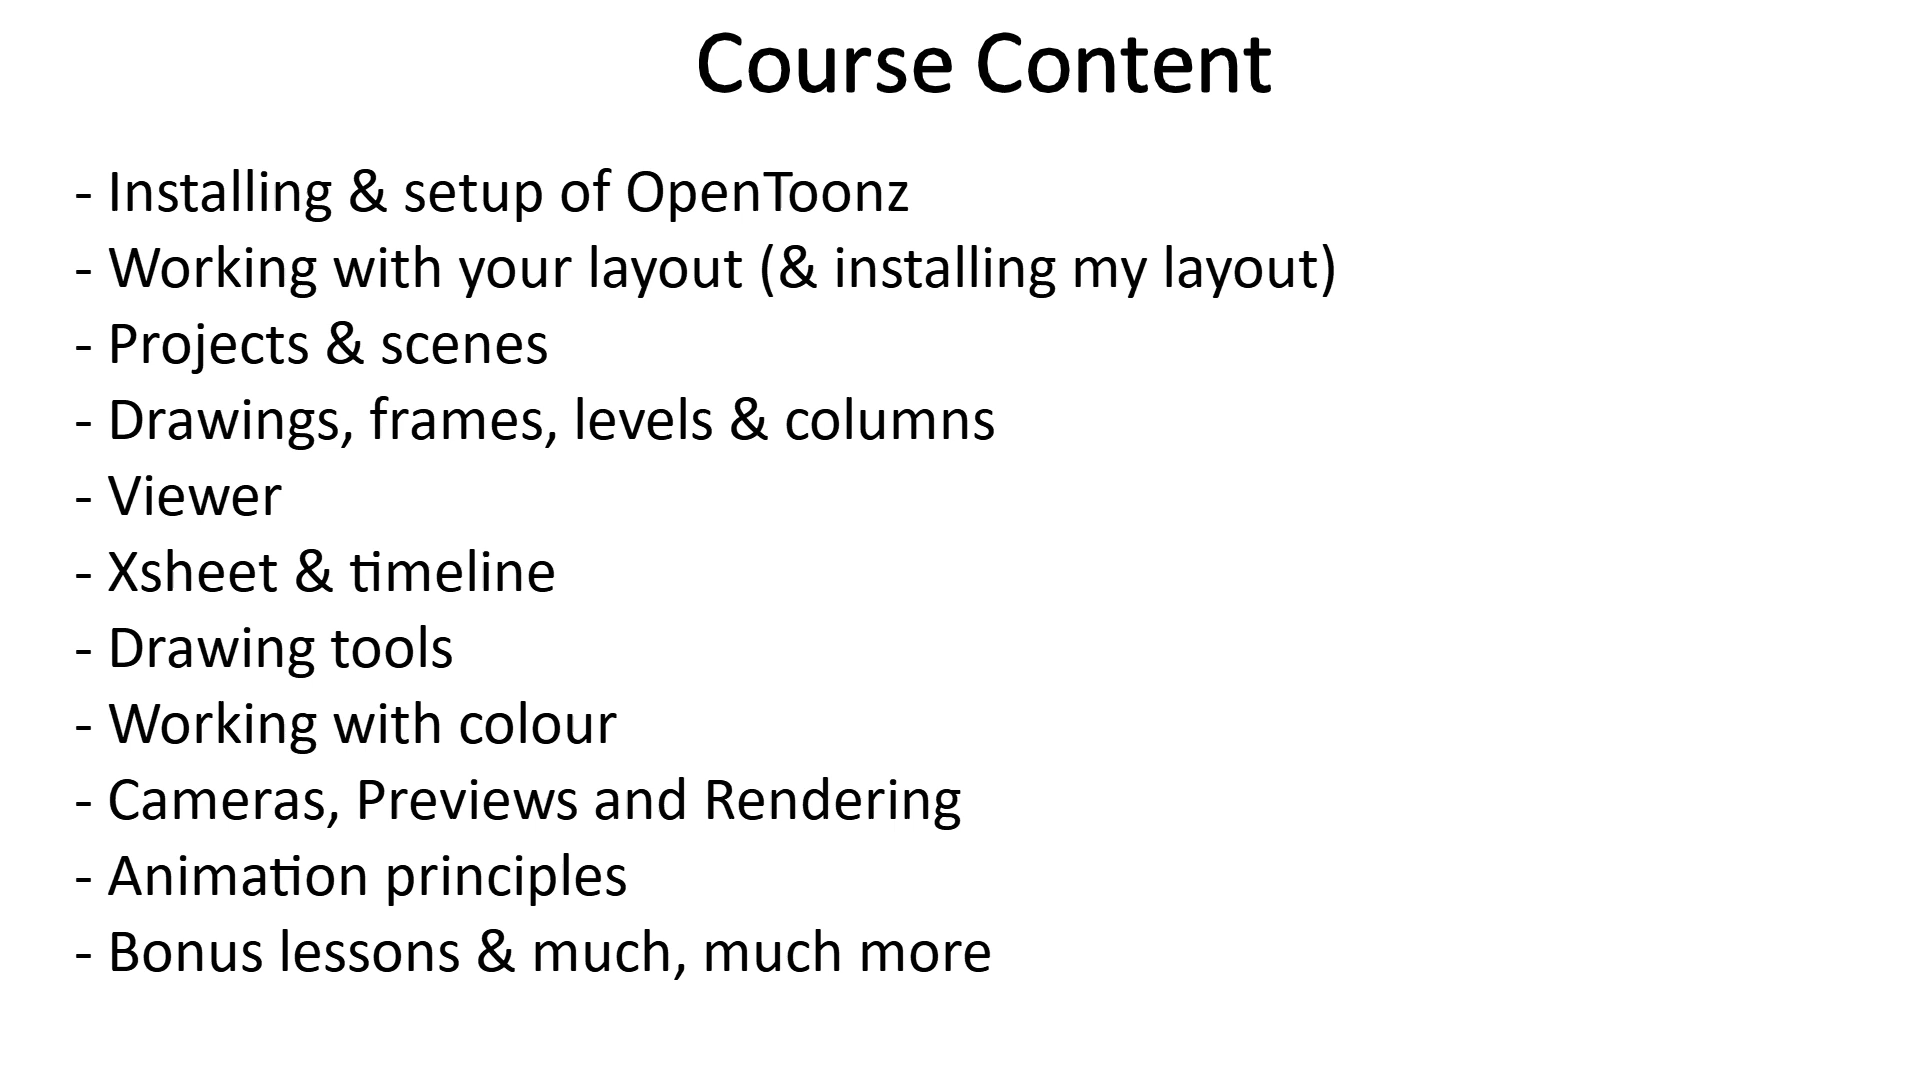 Course Content
- Installing & setup of OpenToonz
- Working with your layout (& installing my layout)
- Projects & scenes
- Drawings, frames, levels & columns
- Viewer
- Xsheet & timeline
- Drawing tools
- Working with colour
- Cameras, Previews and Rendering
- Animation principles
- Bonus lessons & much, much more